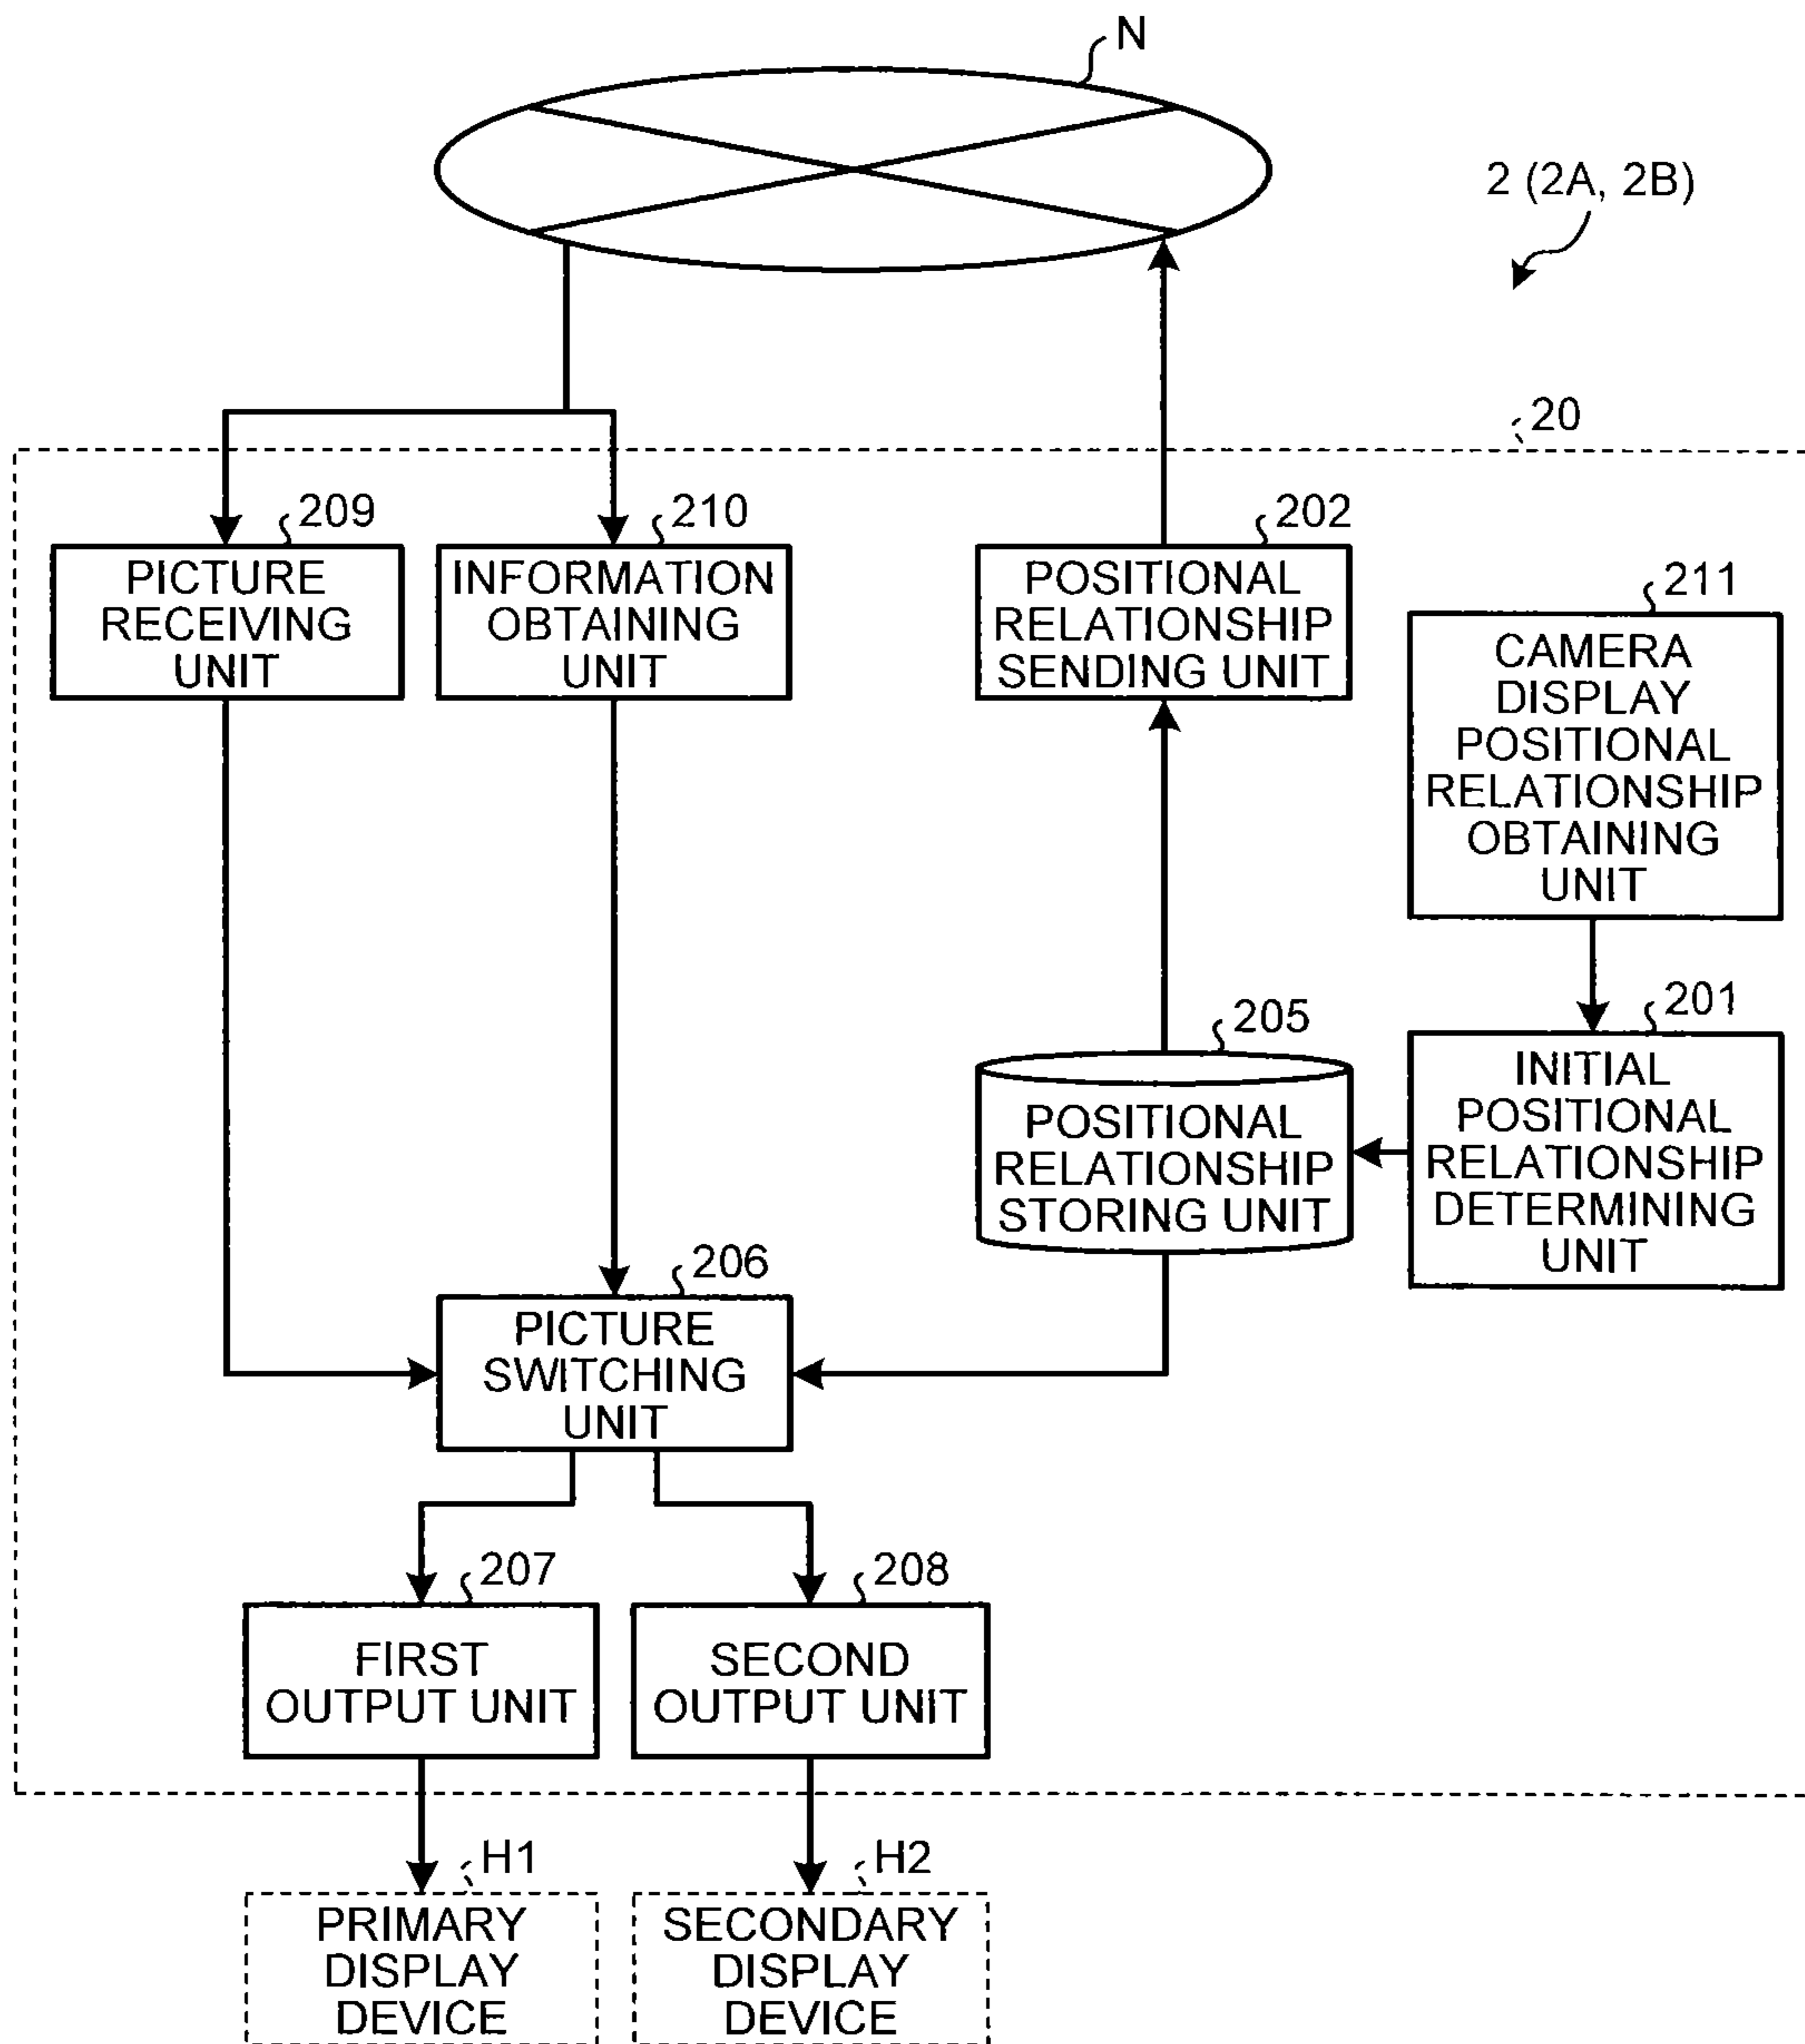 N
2 (2A, 2B)
20
209
PICTURE
RECEIVING
UNIT
210
INFORMATION
OBTAINING
UNIT
202
POSITIONAL
RELATIONSHIP
SENDING UNIT
211
CAMERA
DISPLAY
POSITIONAL
RELATIONSHIP
OBTAINING
UNIT
205
POSITIONAL
RELATIONSHIP
STORING UNIT
201
INITIAL
POSITIONAL
RELATIONSHIP
DETERMINING
UNIT
206
PICTURE
SWITCHING
UNIT
207
FIRST
OUTPUT UNIT
208
SECOND
OUTPUT UNIT
H1
PRIMARY
DISPLAY
DEVICE
H2
SECONDARY
DISPLAY
DEVICE